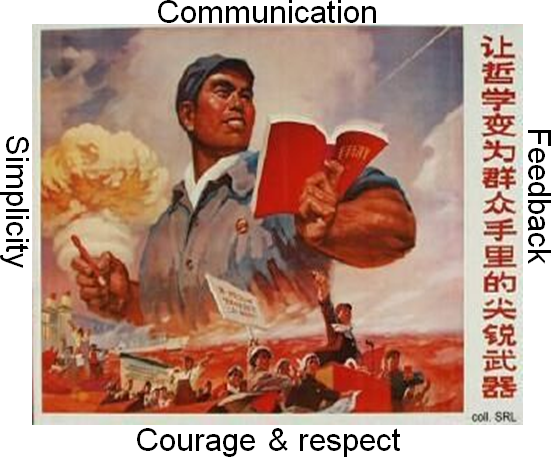 Communication
Simplicity
让哲学变为群众手里的尖锐武器
Feedback
coll. SRL
Courage & respect